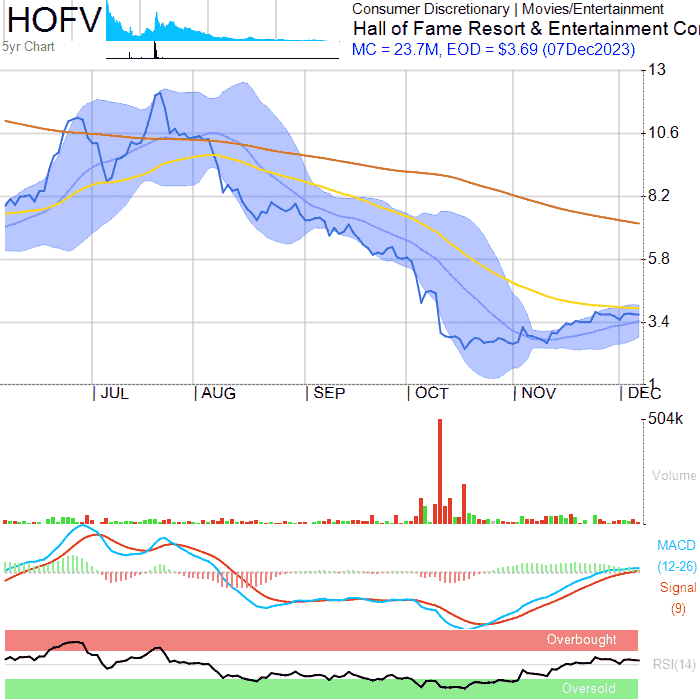 HOFV
5yr Chart
Consumer Discretionary | Movies/Entertainment
Hall of Fame Resort & Entertainment Cor
MC = 23.7M, EOD = $3.69 (07Dec2023)
13
10.6
8.2
5.8
3.4
1
JUL AUG SEP OCT NOV DEC
504k
Volume
MACD
(12-26)
Signal
(9)
Overbought
RSI(14)
Oversold